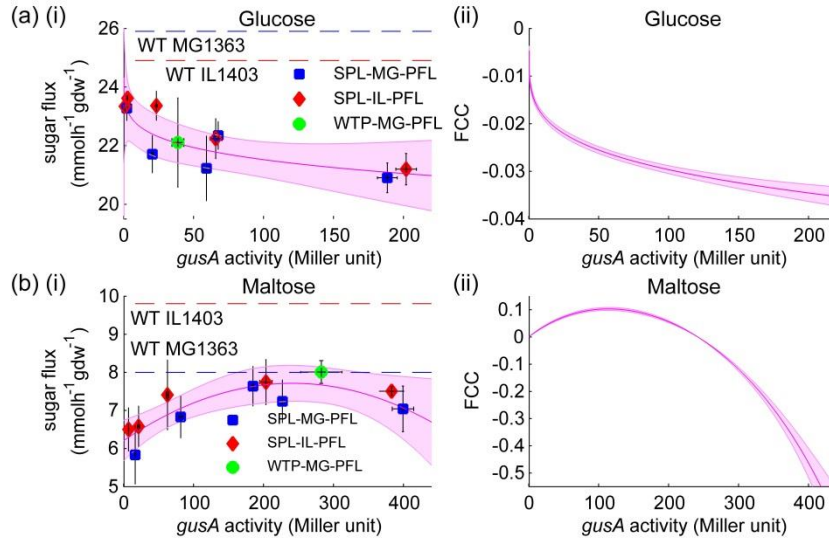 (a) (i) Glucose
26
24
22
20
sugar flux
(mmolh⁻¹ gdw⁻¹)
WT MG1363
WT IL1403
SPL-MG-PFL
SPL-IL-PFL
WTP-MG-PFL
0 50 100 150 200
gusA activity (Miller unit)
(ii) Glucose
0
-0.01
-0.02
-0.03
-0.04
FCC
0 50 100 150 200
gusA activity (Miller unit)
(b) (i) Maltose
10
9
8
7
6
5
sugar flux
(mmolh⁻¹ gdw⁻¹)
WT IL1403
WT MG1363
SPL-MG-PFL
SPL-IL-PFL
WTP-MG-PFL
0 100 200 300 400
gusA activity (Miller unit)
(ii) Maltose
0.1
0
-0.1
-0.2
-0.3
-0.4
-0.5
FCC
0 100 200 300 400
gusA activity (Miller unit)